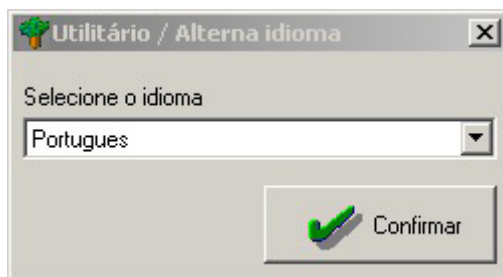 Utilitário / Alterna idioma
Selecione o idioma
Portugues
Confirmar